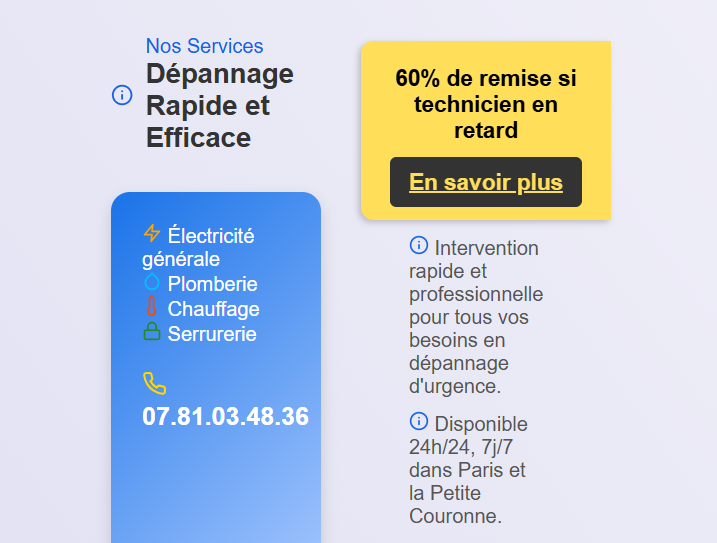 Nos Services
Dépannage
Rapide et
Efficace
Électricité
générale
Plomberie
Chauffage
Serrurerie
07.81.03.48.36
60% de remise si
technicien en
retard
En savoir plus
Intervention
rapide et
professionnelle
pour tous vos
besoins en
dépannage
d'urgence.
Disponible
24h/24, 7j/7
dans Paris et
la Petite
Couronne.